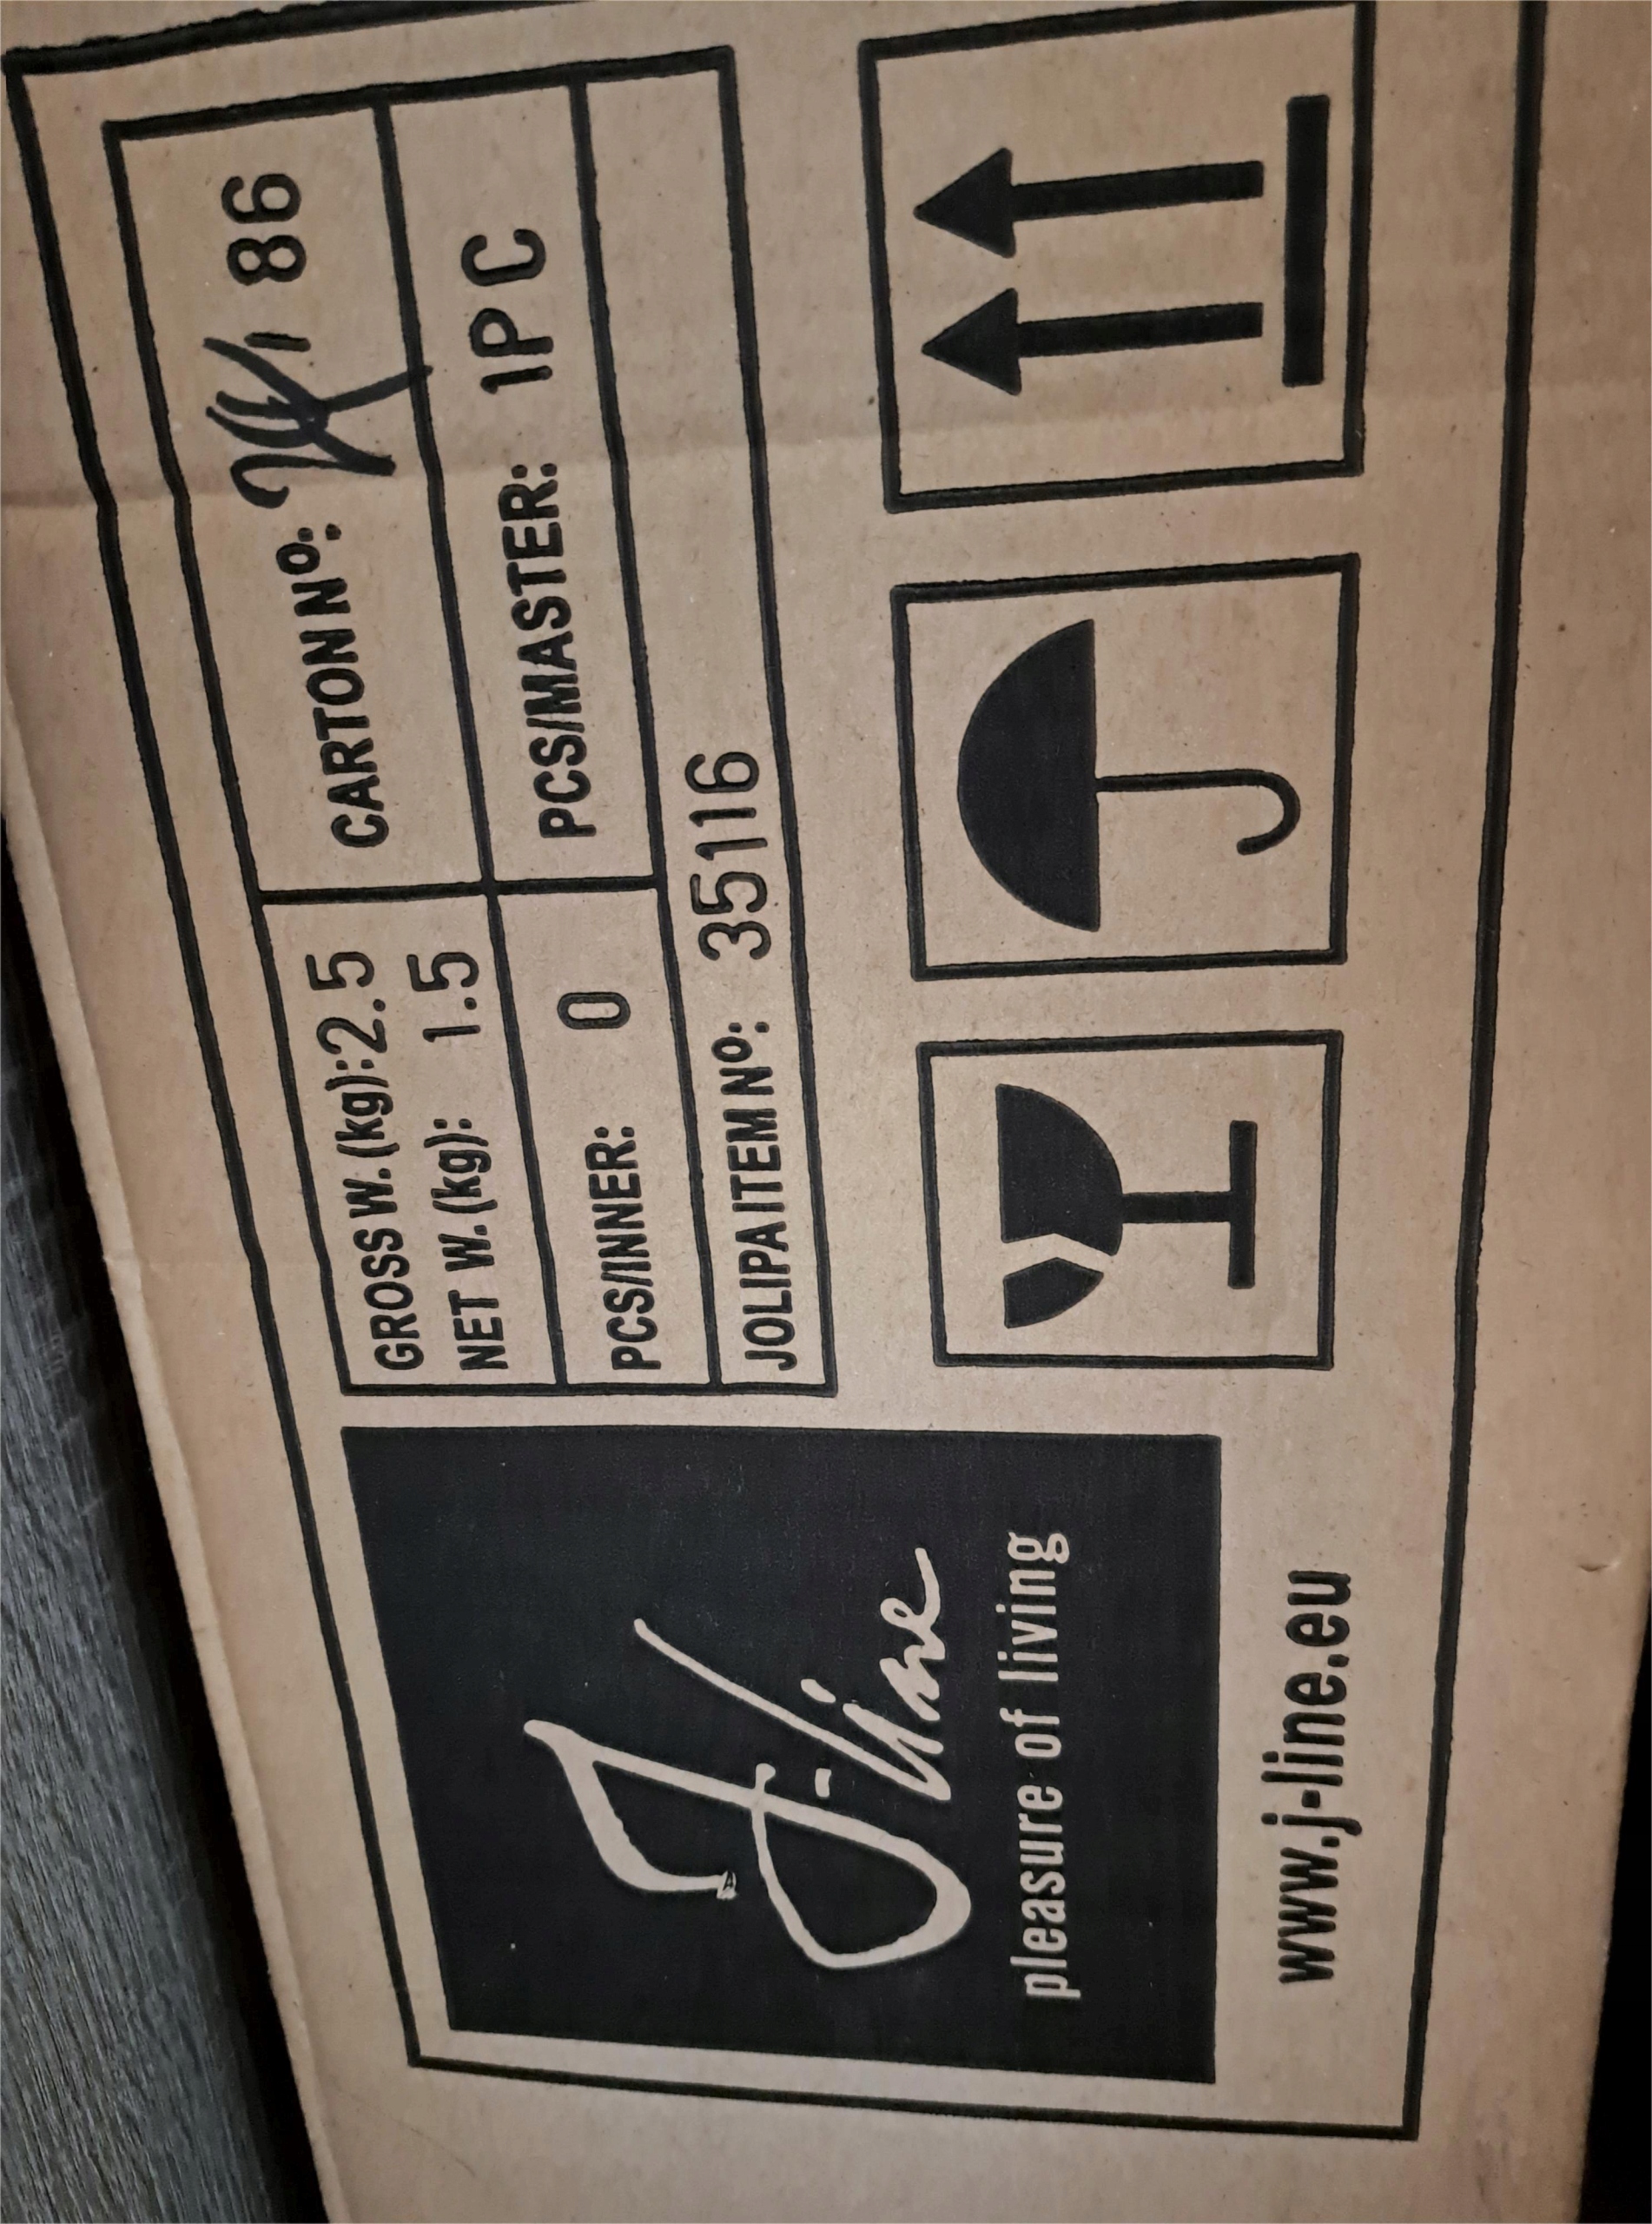 J-line
pleasure of living
www.j-line.eu
GROSS W.(kg):2.5
NET W.(kg): 1.5
CARTON Nº: 86
PCS/INNER: 0
PCS/MASTER: 1PC
JOLIPA ITEM Nº: 35116